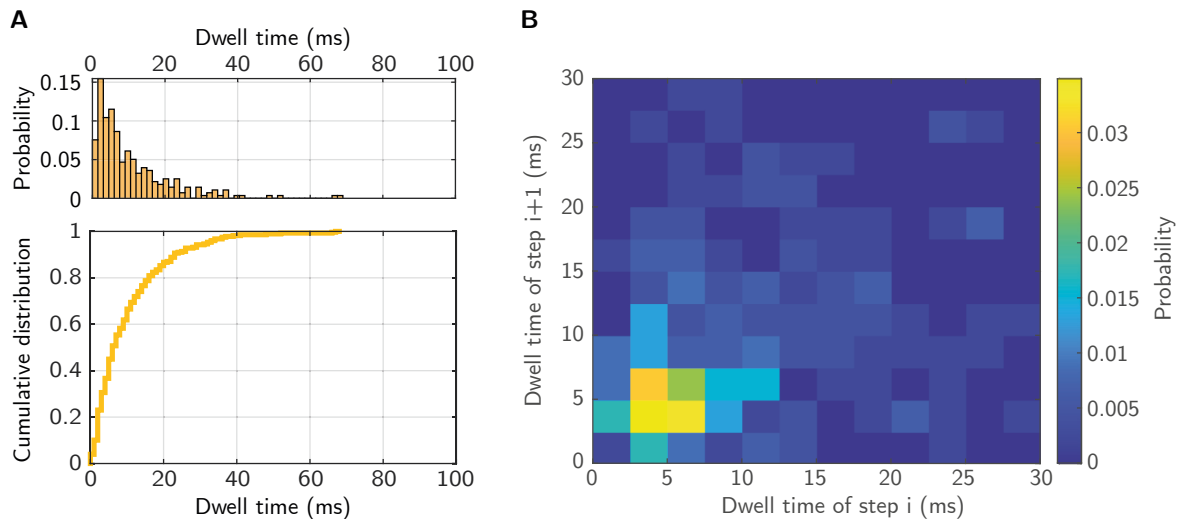 A
Dwell time (ms)
0 20 40 60 80 100
0.15
0.1
0.05
0
Probability
1
0.8
0.6
0.4
0.2
0
Cumulative distribution
0 20 40 60 80 100
Dwell time (ms)
B
30
25
20
15
10
5
0
Dwell time of step i+1 (ms)
0 5 10 15 20 25 30
Dwell time of step i (ms)
0.03
0.025
0.02
0.015
0.01
0.005
0
Probability